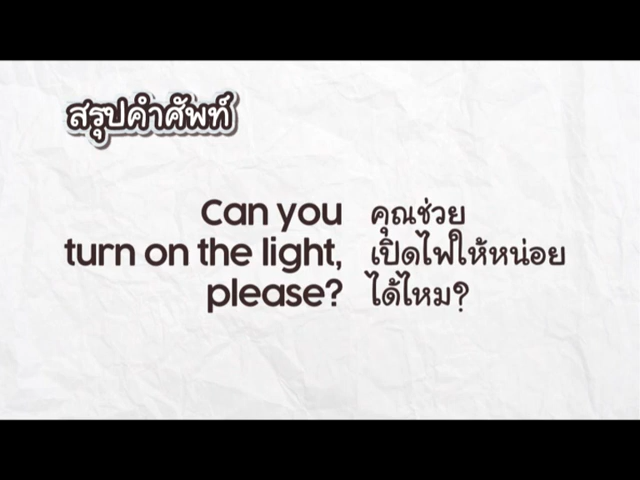 สรุปคำศัพท์
Can you
turn on the light,
please?
คุณช่วย
เปิดไฟให้หน่อย
ได้ไหม?